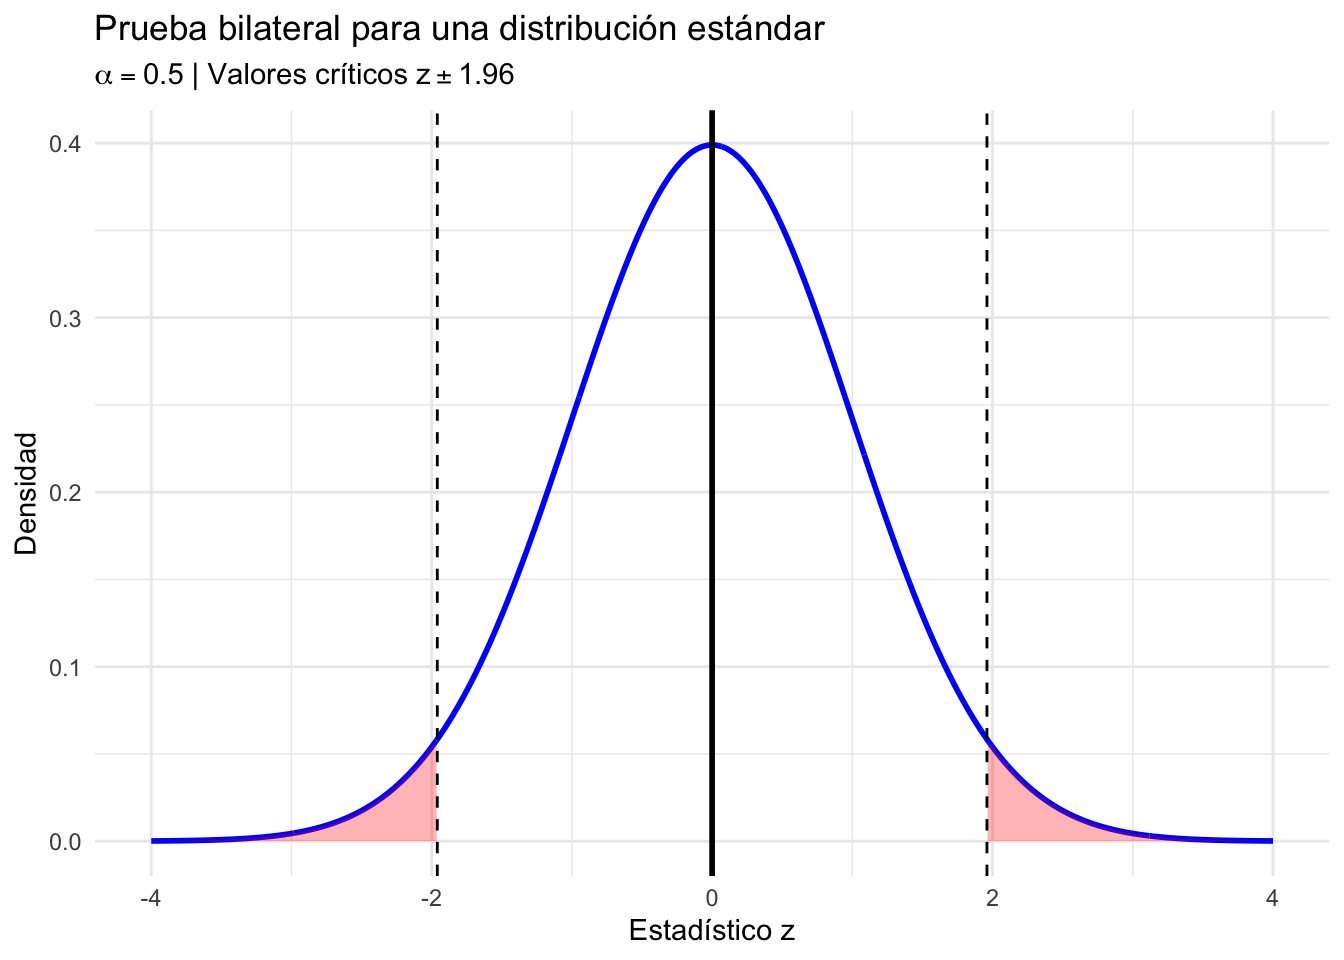 Prueba bilateral para una distribución estándar
α = 0.5 | Valores críticos z ± 1.96
0.4
0.3
0.2
0.1
0.0
Densidad
-4 -2 0 2 4
Estadístico z